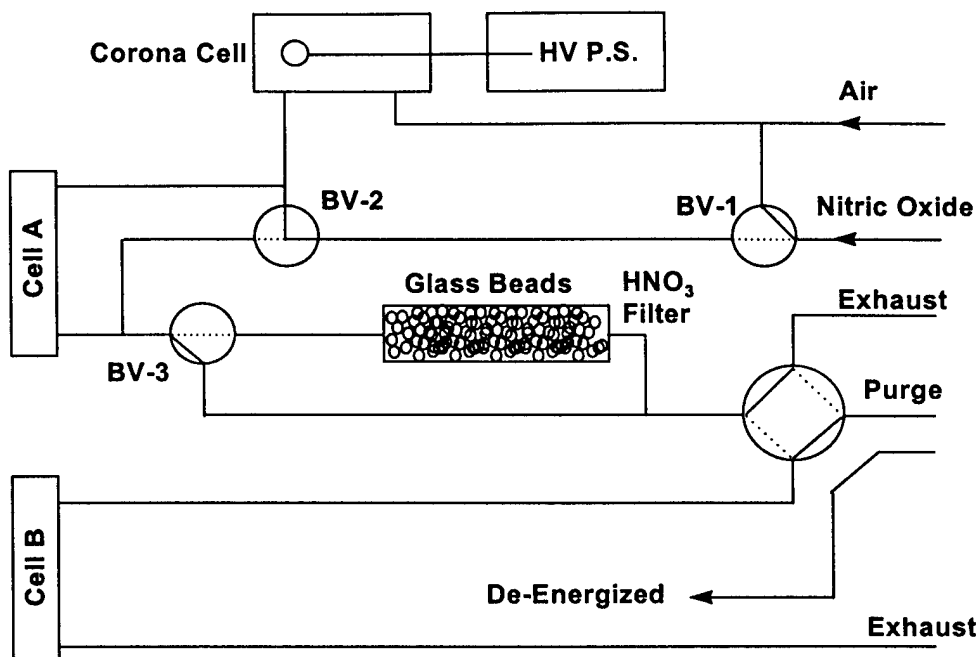 Corona Cell
HV P.S.
Air
BV-2
BV-1
Nitric Oxide
Cell A
Glass Beads
HNO₃
Filter
Exhaust
BV-3
Purge
Cell B
De-Energized
Exhaust